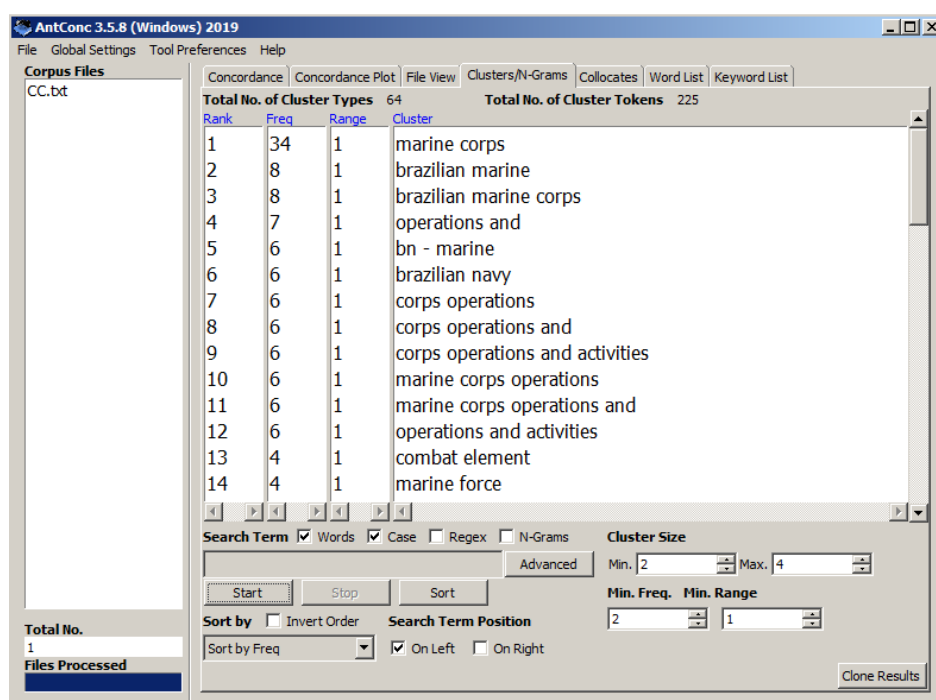 AntConc 3.5.8 (Windows) 2019
File Global Settings Tool Preferences Help
Corpus Files
CC.txt
Concordance Concordance Plot File View Clusters/N-Grams Collocates Word List Keyword List
Total No. of Cluster Types 64 Total No. of Cluster Tokens 225
Rank Freq Range Cluster
1 34 1 marine corps
2 8 1 brazilian marine
3 8 1 brazilian marine corps
4 7 1 operations and
5 6 1 bn - marine
6 6 1 brazilian navy
7 6 1 corps operations
8 6 1 corps operations and
9 6 1 corps operations and activities
10 6 1 marine corps operations
11 6 1 marine corps operations and
12 6 1 operations and activities
13 4 1 combat element
14 4 1 marine force
Search Term Words Case Regex N-Grams Cluster Size
Advanced Min. 2 Max. 4
Start Stop Sort Min. Freq. Min. Range
Sort by Invert Order Search Term Position 2 1
Sort by Freq On Left On Right
Total No.
1
Files Processed
Clone Results